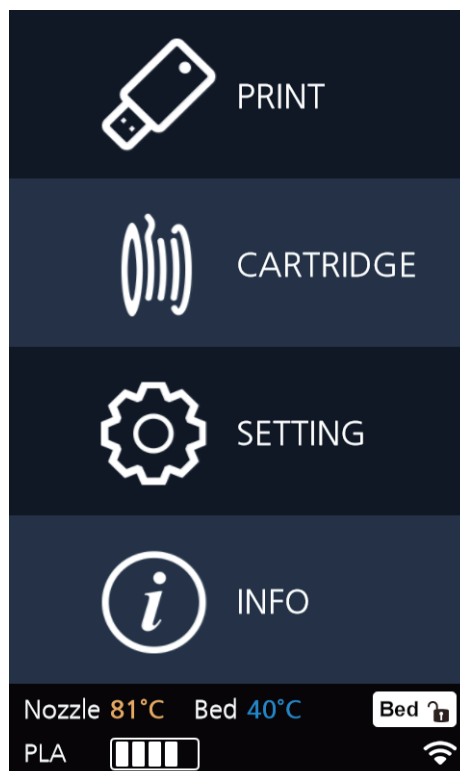 PRINT
CARTRIDGE
SETTING
INFO
Nozzle 81°C Bed 40°C Bed
PLA